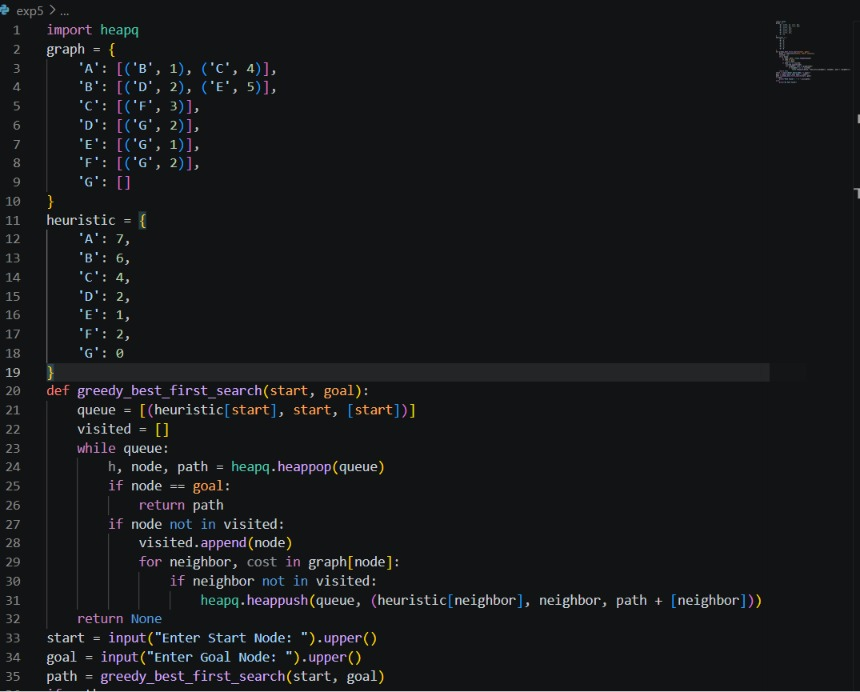 exp5 > ...
1 import heapq
2 graph = {
3     'A': [('B', 1), ('C', 4)],
4     'B': [('D', 2), ('E', 5)],
5     'C': [('F', 3)],
6     'D': [('G', 2)],
7     'E': [('G', 1)],
8     'F': [('G', 2)],
9     'G': []
10 }
11 heuristic = {
12     'A': 7,
13     'B': 6,
14     'C': 4,
15     'D': 2,
16     'E': 1,
17     'F': 2,
18     'G': 0
19 }
20 def greedy_best_first_search(start, goal):
21     queue = [(heuristic[start], start, [start])]
22     visited = []
23     while queue:
24         h, node, path = heapq.heappop(queue)
25         if node == goal:
26             return path
27         if node not in visited:
28             visited.append(node)
29             for neighbor, cost in graph[node]:
30                 if neighbor not in visited:
31                     heapq.heappush(queue, (heuristic[neighbor], neighbor, path + [neighbor]))
32     return None
33 start = input("Enter Start Node: ").upper()
34 goal = input("Enter Goal Node: ").upper()
35 path = greedy_best_first_search(start, goal)